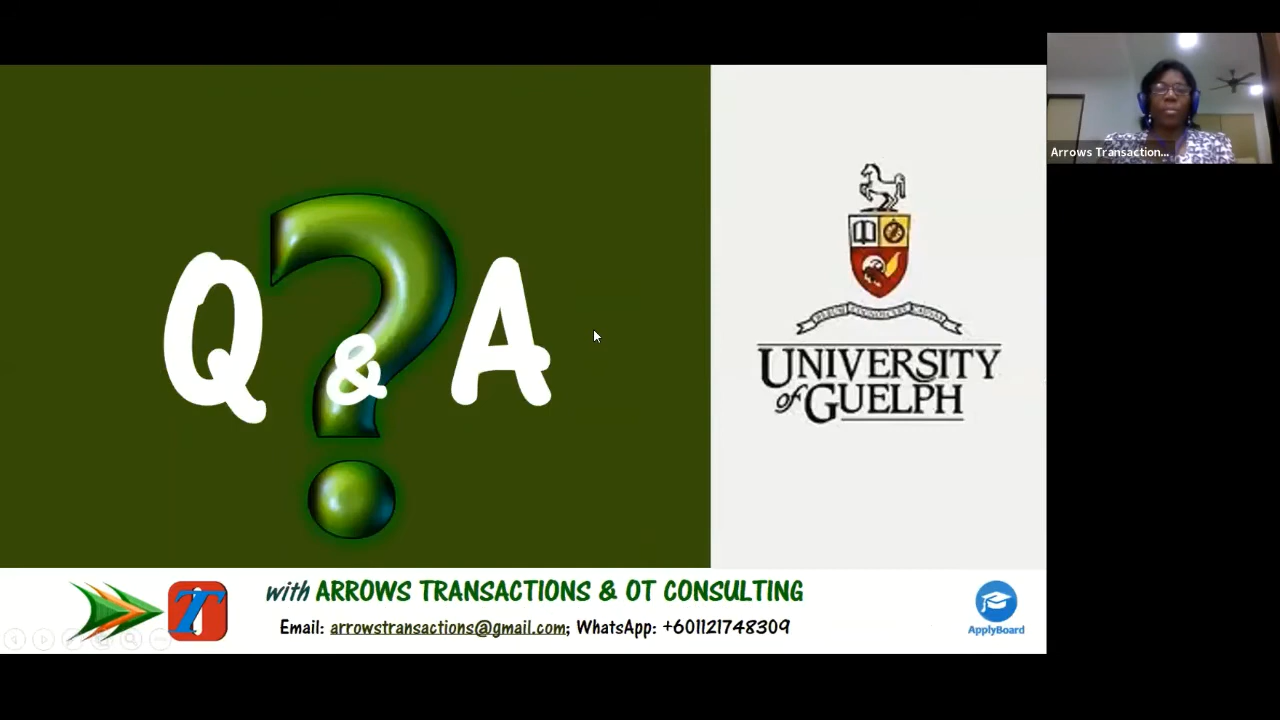 Q & A
Arrows Transaction...
UNIVERSITY
of GUELPH
with ARROWS TRANSACTIONS & OT CONSULTING
Email: arrowstransactions@gmail.com; WhatsApp: +601121748309
ApplyBoard